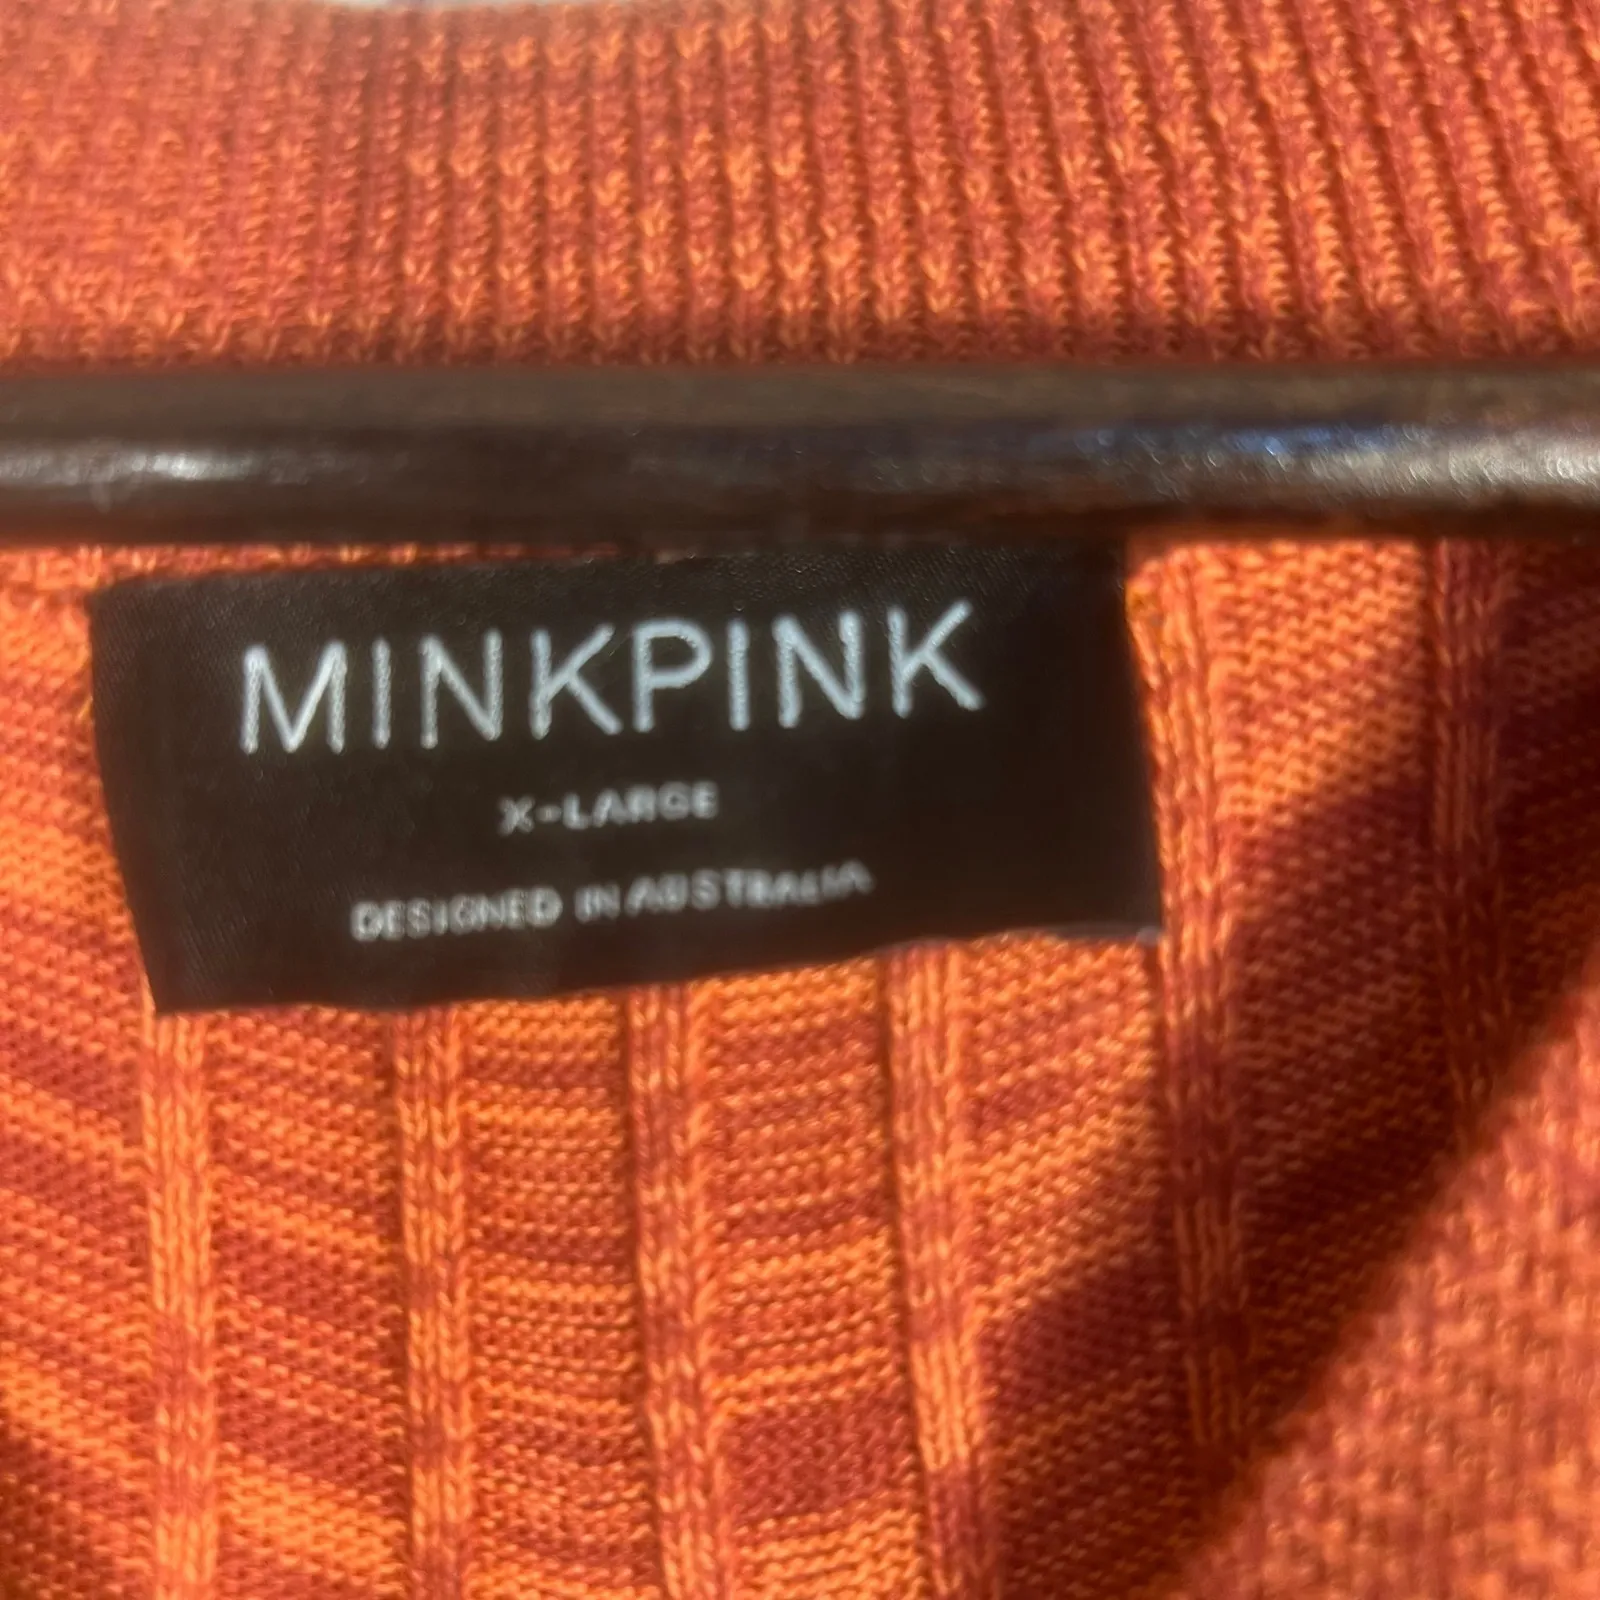 MINKPINK
X-LARGE
DESIGNED IN AUSTRALIA